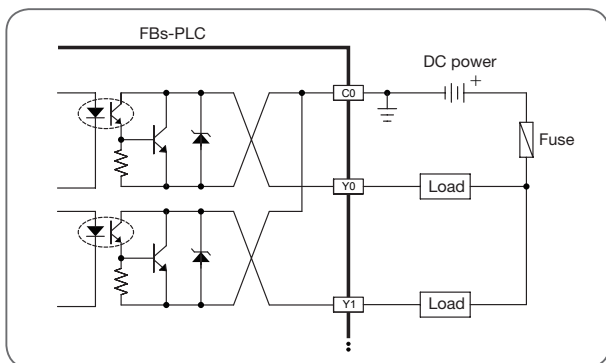 FBs-PLC
DC power
C0
+
Fuse
Y0
Load
Y1
Load